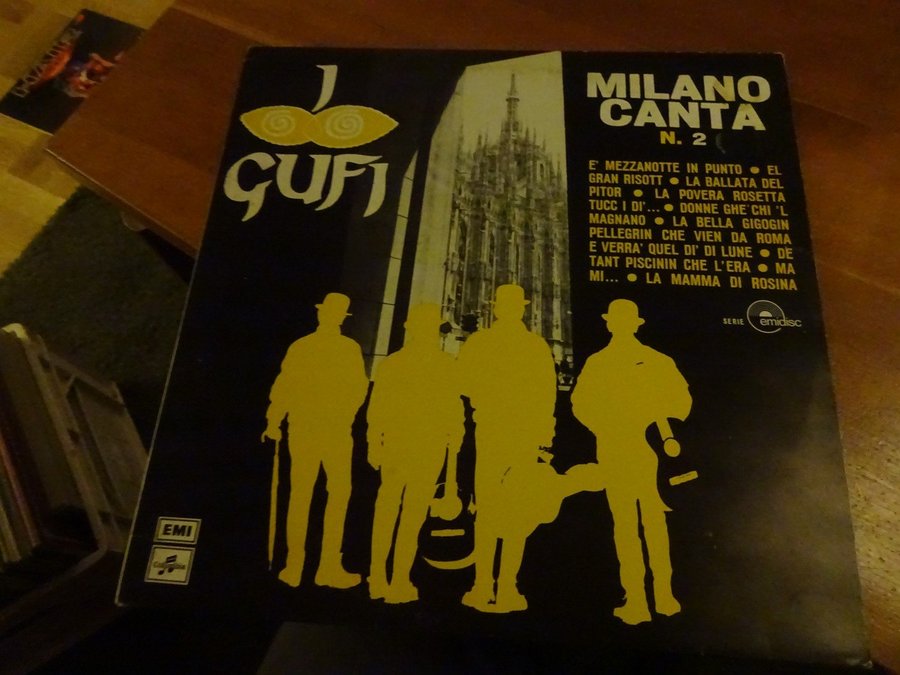 I
GUFI
MILANO
CANTA
N. 2
E' MEZZANOTTE IN PUNTO ● EL
GRAN RISOTT ● LA BALLATA DEL
PITOR ● LA POVERA ROSETTA
TUCC I DI'... ● DONNE GHE'CHI 'L
MAGNANO ● LA BELLA GIGOGIN
PELLEGRIN CHE VIEN DA ROMA
E VERRA' QUEL DI' DI LUNE ● DE
TANT PISCININ CHE L'ERA ● MA
MI... ● LA MAMMA DI ROSINA
SERIE emidisc
EMI
Columbia